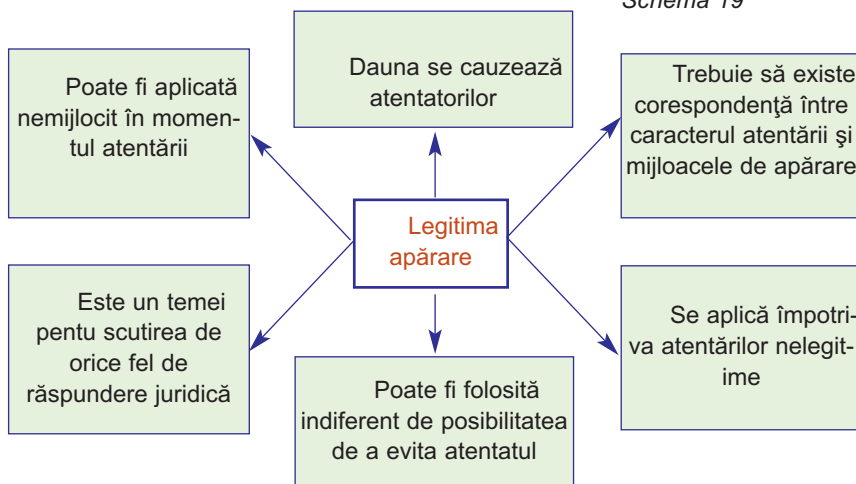 Schema 19
Poate fi aplicată
nemijlocit în momen-
tul atentării
Dauna se cauzează
atentatorilor
Trebuie să existe
corespondenţă între
caracterul atentării şi
mijloacele de apărare
Legitima
apărare
Este un temei
pentu scutirea de
orice fel de
răspundere juridică
Poate fi folosită
indiferent de posibilitatea
de a evita atentatul
Se aplică împotri-
va atentărilor nelegit-
ime